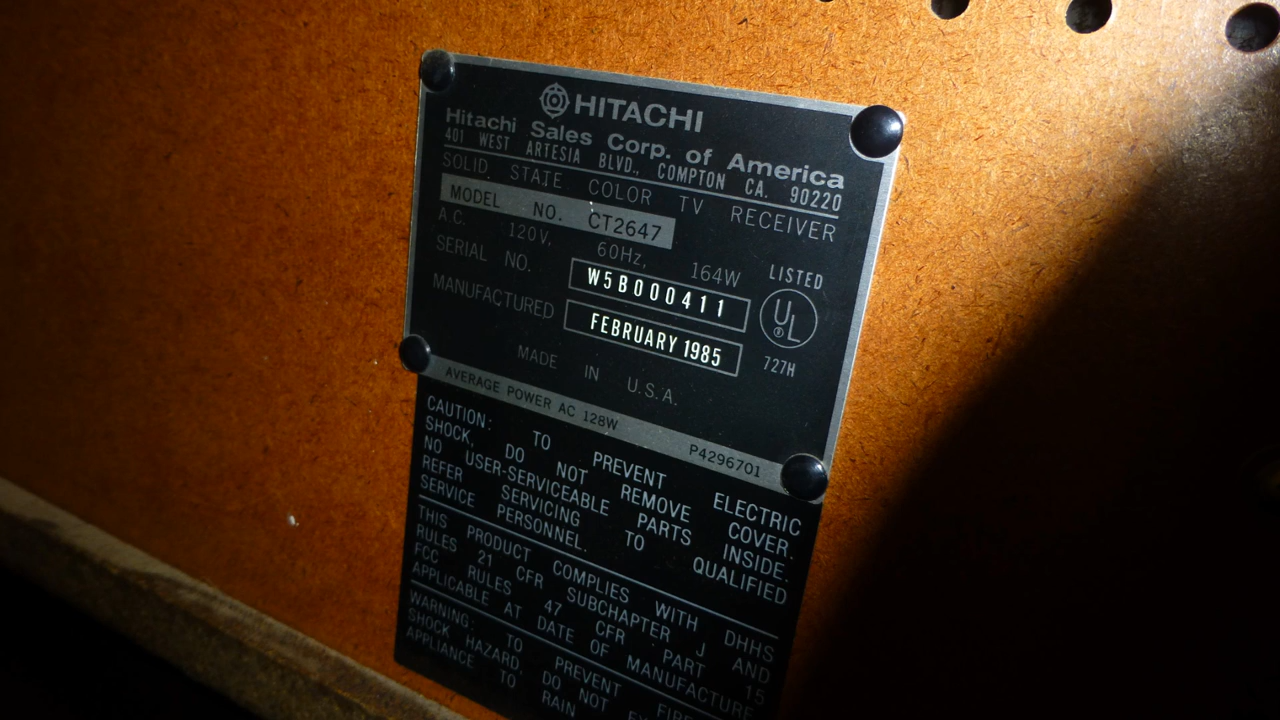 HITACHI
Hitachi Sales Corp. of America
401 WEST ARTESIA BLVD., COMPTON CA. 90220
SOLID STATE COLOR TV RECEIVER
MODEL NO. CT2647
A.C. 120V, 60Hz, 164W
SERIAL NO. W5B000411
LISTED
UL
MANUFACTURED FEBRUARY 1985
727H
MADE IN U.S.A.
AVERAGE POWER AC 128W P4296701
CAUTION: TO PREVENT ELECTRIC
SHOCK, DO NOT REMOVE COVER.
NO USER-SERVICEABLE PARTS INSIDE.
REFER SERVICING TO QUALIFIED
SERVICE PERSONNEL.
THIS PRODUCT COMPLIES WITH DHHS
RULES 21 CFR SUBCHAPTER J AND
FCC RULES 47 CFR PART 15
APPLICABLE AT DATE OF MANUFACTURE
WARNING: TO PREVENT FIRE
SHOCK HAZARD, DO NOT
APPLIANCE TO RAIN